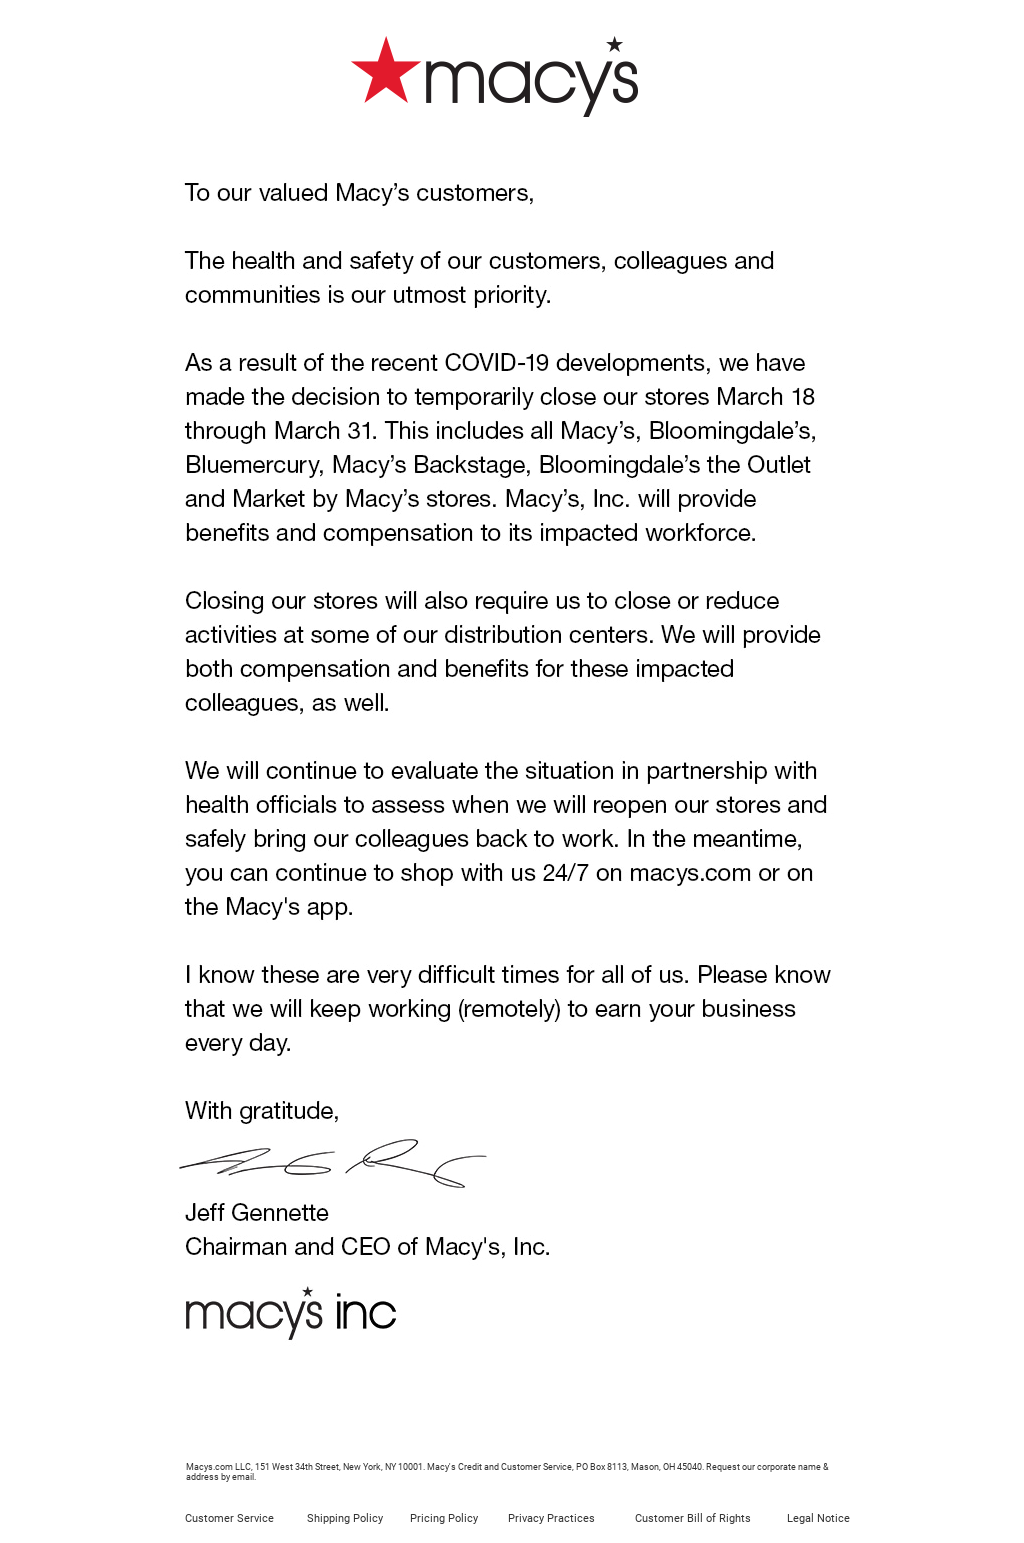 macy's
To our valued Macy’s customers,
The health and safety of our customers, colleagues and
communities is our utmost priority.
As a result of the recent COVID-19 developments, we have
made the decision to temporarily close our stores March 18
through March 31. This includes all Macy’s, Bloomingdale’s,
Bluemercury, Macy’s Backstage, Bloomingdale’s the Outlet
and Market by Macy’s stores. Macy’s, Inc. will provide
benefits and compensation to its impacted workforce.
Closing our stores will also require us to close or reduce
activities at some of our distribution centers. We will provide
both compensation and benefits for these impacted
colleagues, as well.
We will continue to evaluate the situation in partnership with
health officials to assess when we will reopen our stores and
safely bring our colleagues back to work. In the meantime,
you can continue to shop with us 24/7 on macys.com or on
the Macy's app.
I know these are very difficult times for all of us. Please know
that we will keep working (remotely) to earn your business
every day.
With gratitude,
Jeff Gennette
Chairman and CEO of Macy's, Inc.
macy's inc
Macys.com LLC, 151 West 34th Street, New York, NY 10001. Macy's Credit and Customer Service, PO Box 8113, Mason, OH 45040. Request our corporate name &
address by email.
Customer Service Shipping Policy Pricing Policy Privacy Practices Customer Bill of Rights Legal Notice